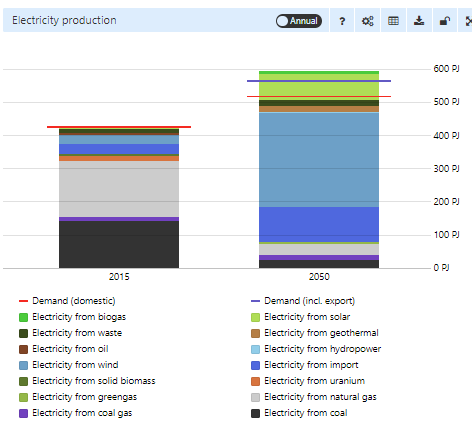 Electricity production
Annual
?
600 PJ
500 PJ
400 PJ
300 PJ
200 PJ
100 PJ
0 PJ
2015 2050
Demand (domestic) Demand (incl. export)
Electricity from biogas Electricity from solar
Electricity from waste Electricity from geothermal
Electricity from oil Electricity from hydropower
Electricity from wind Electricity from import
Electricity from solid biomass Electricity from uranium
Electricity from greengas Electricity from natural gas
Electricity from coal gas Electricity from coal